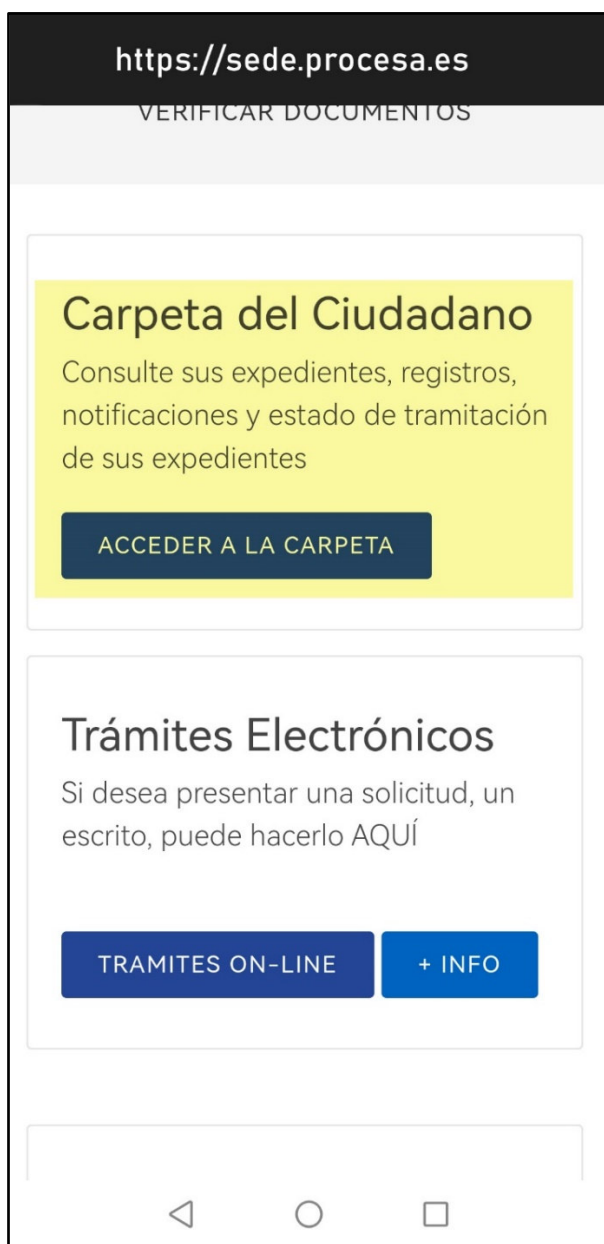 https://sede.procesa.es
VERIFICAR DOCUMENTOS
Carpeta del Ciudadano
Consulte sus expedientes, registros,
notificaciones y estado de tramitación
de sus expedientes
ACCEDER A LA CARPETA
Trámites Electrónicos
Si desea presentar una solicitud, un
escrito, puede hacerlo AQUÍ
TRAMITES ON-LINE + INFO